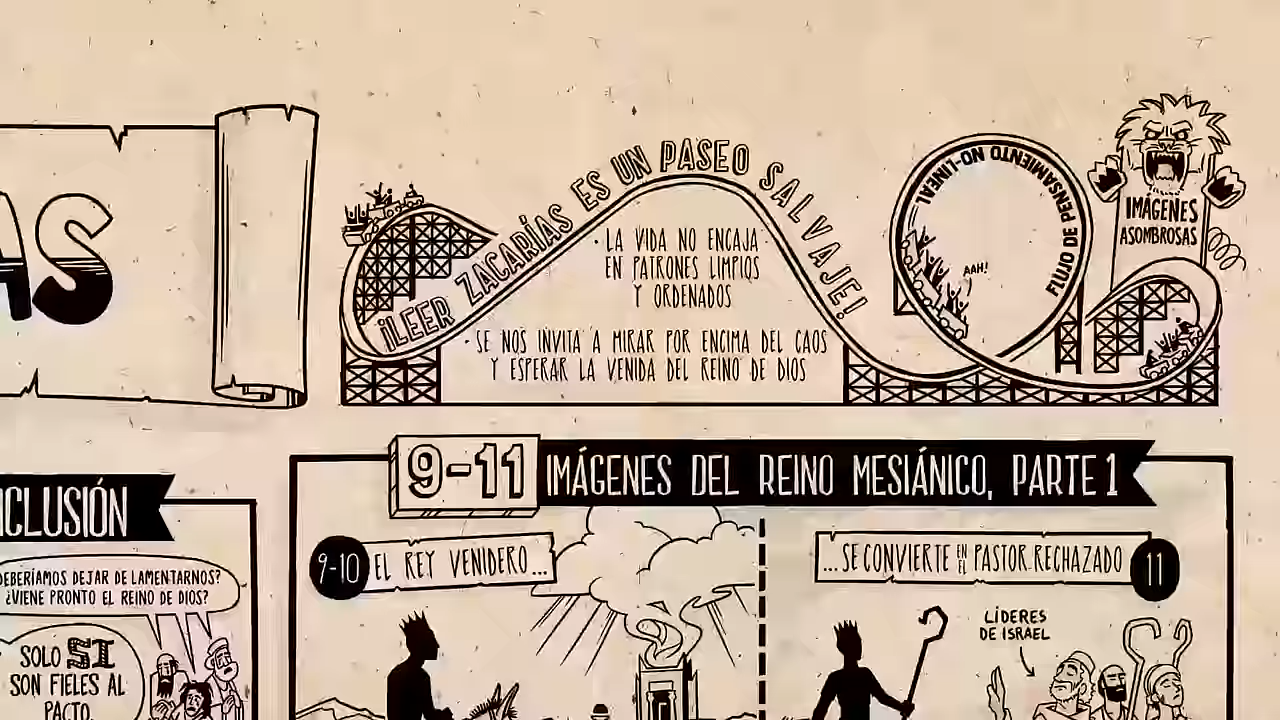 AS
¡LEER ZACARÍAS ES UN PASEO SALVAJE!
· LA VIDA NO ENCAJA
EN PATRONES LIMPIOS
Y ORDENADOS
· SE NOS INVITA A MIRAR POR ENCIMA DEL CAOS
Y ESPERAR LA VENIDA DEL REINO DE DIOS
FLUJO DE PENSAMIENTO NO-LINEAL
AAH!
IMÁGENES
ASOMBROSAS
CLUSIÓN
DEBERÍAMOS DEJAR DE LAMENTARNOS?
¿VIENE PRONTO EL REINO DE DIOS?
SOLO SI
SON FIELES AL
PACTO.
9-11 IMÁGENES DEL REINO MESIÁNICO, PARTE 1
9-10 EL REY VENIDERO...
...SE CONVIERTE EN EL PASTOR RECHAZADO 11
LÍDERES
DE ISRAEL